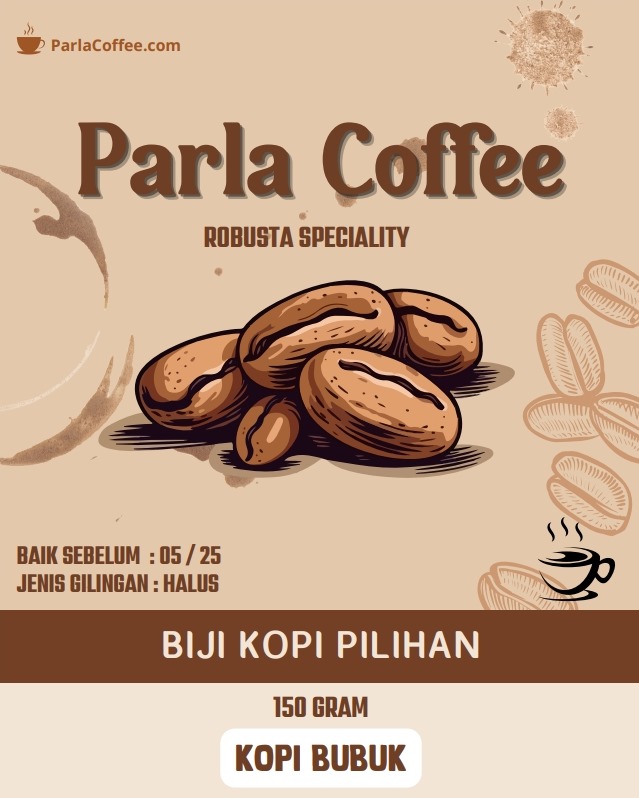 ParlaCoffee.com
Parla Coffee
ROBUSTA SPECIALITY
BAIK SEBELUM : 05 / 25
JENIS GILINGAN : HALUS
BIJI KOPI PILIHAN
150 GRAM
KOPI BUBUK